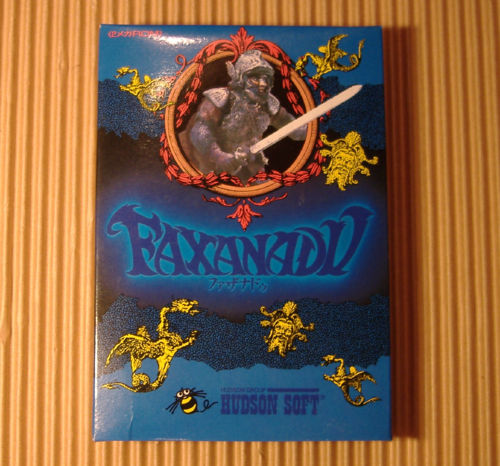 FAXANADU
ファザナドゥ
HUDSON GROUP
HUDSON SOFT